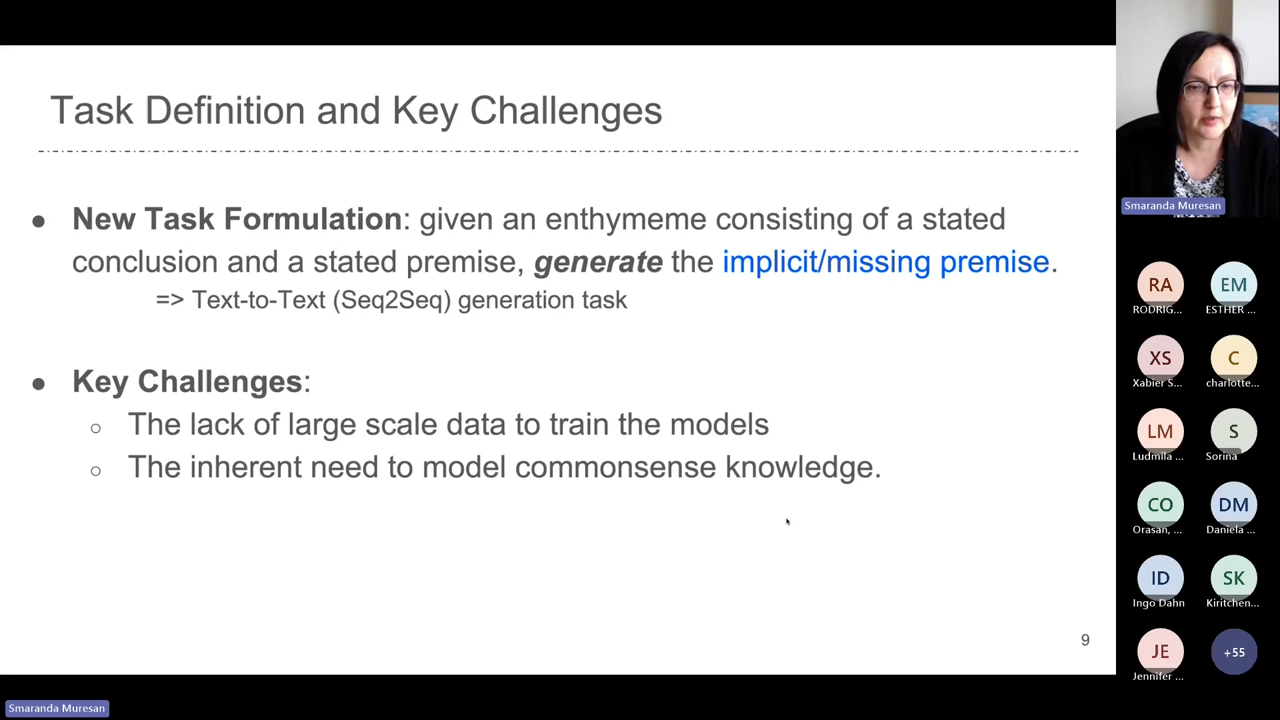 Task Definition and Key Challenges
● New Task Formulation: given an enthymeme consisting of a stated
conclusion and a stated premise, generate the implicit/missing premise.
=> Text-to-Text (Seq2Seq) generation task
● Key Challenges:
○ The lack of large scale data to train the models
○ The inherent need to model commonsense knowledge.
9
Smaranda Muresan
RA
RODRIG...
EM
ESTHER ...
XS
Xabier S...
C
charlotte...
LM
Ludmila ...
S
Sorina
CO
Orasan, ...
DM
Daniela ...
ID
Ingo Dahn
SK
Kiritchen...
JE
Jennifer ...
+55
Smaranda Muresan